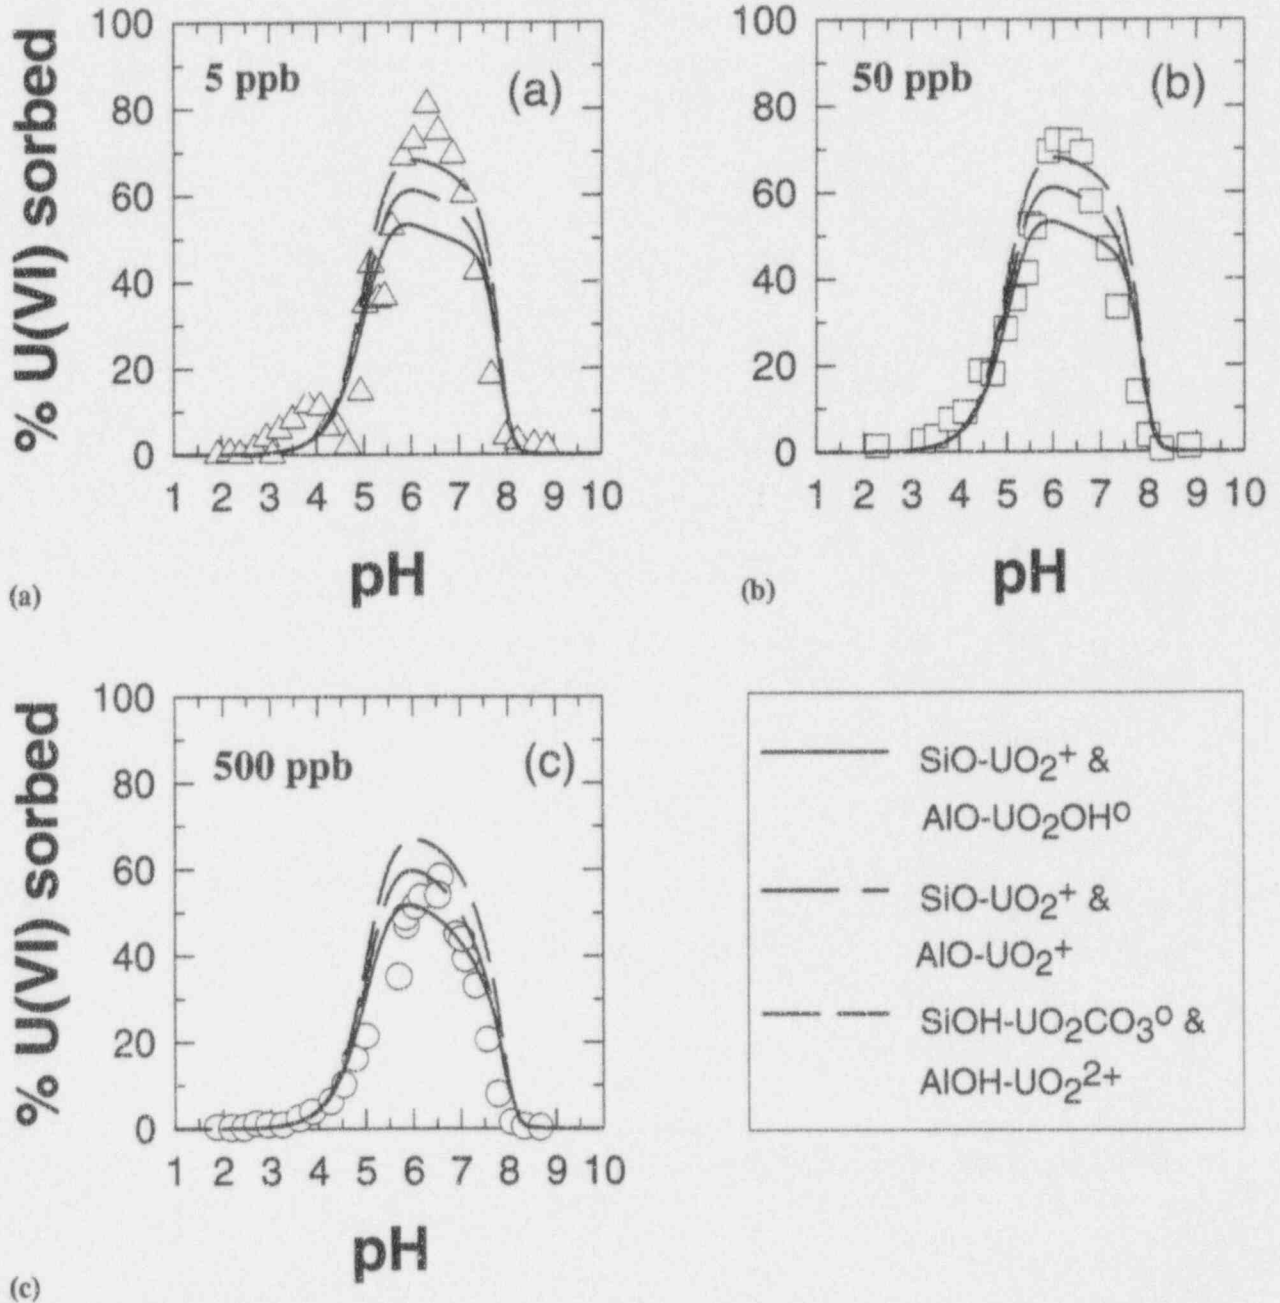 100
80
60
40
20
0
% U(VI) sorbed
5 ppb
(a)
1 2 3 4 5 6 7 8 9 10
pH
(a)
100
80
60
40
20
0
50 ppb
(b)
1 2 3 4 5 6 7 8 9 10
pH
(b)
100
80
60
40
20
0
% U(VI) sorbed
500 ppb
(c)
1 2 3 4 5 6 7 8 9 10
pH
(c)
SiO-UO₂⁺ &
AlO-UO₂OHº
SiO-UO₂⁺ &
AlO-UO₂⁺
SiOH-UO₂CO₃º &
AlOH-UO₂²⁺